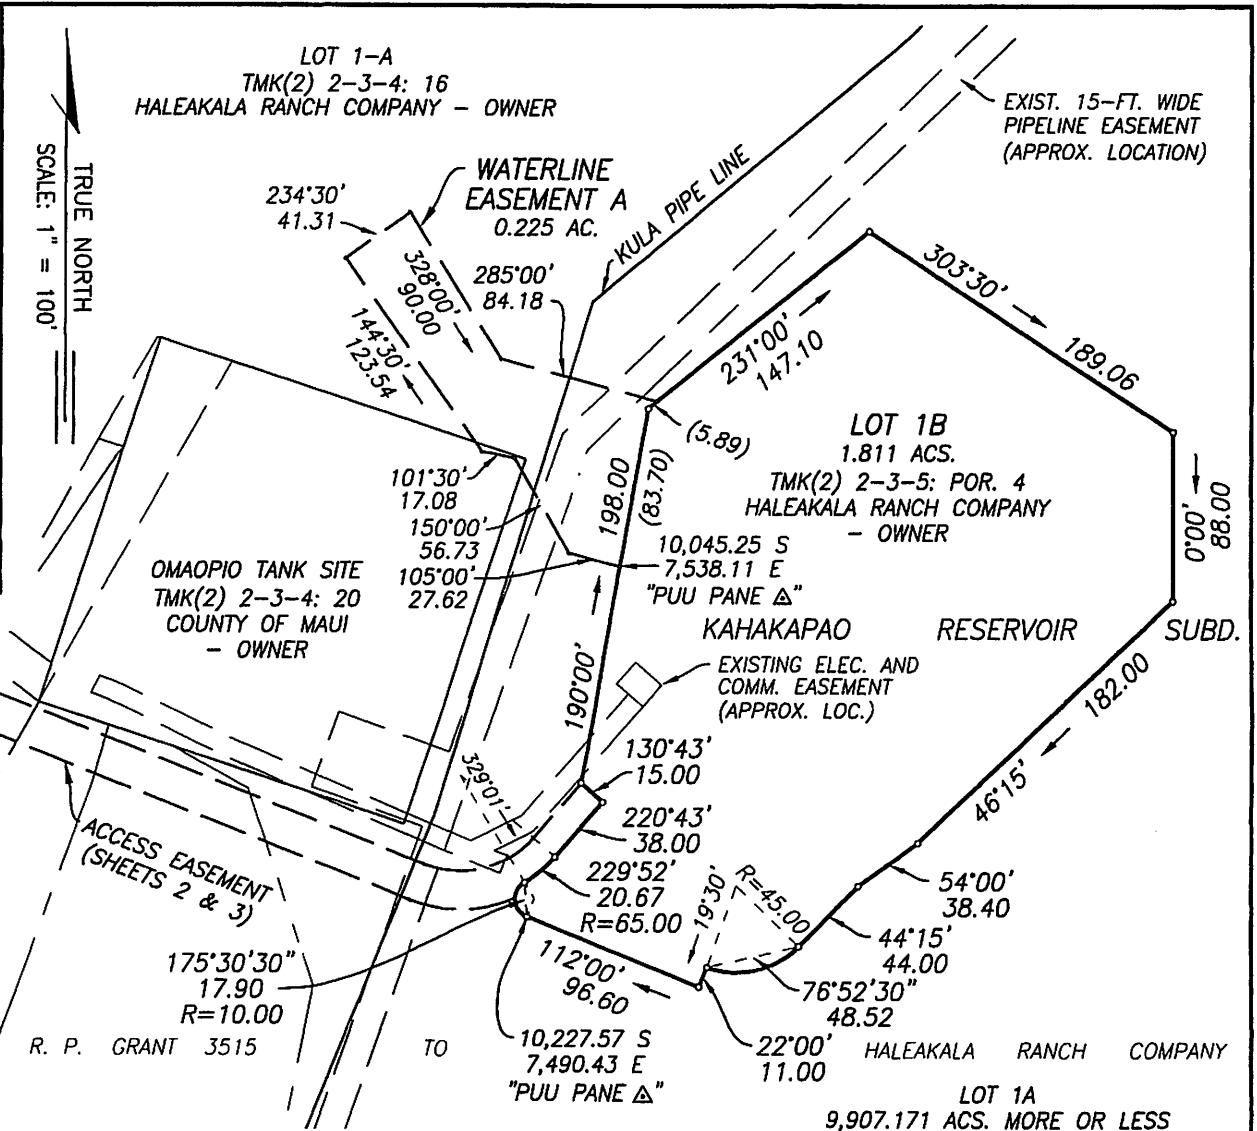 LOT 1-A
TMK(2) 2-3-4: 16
HALEAKALA RANCH COMPANY - OWNER
TRUE NORTH
SCALE: 1" = 100'
EXIST. 15-FT. WIDE
PIPELINE EASEMENT
(APPROX. LOCATION)
WATERLINE
EASEMENT A
0.225 AC.
234°30'
41.31
KULA PIPE LINE
328°00'
90.00
285°00'
84.18
144°30'
123.54
303°30'
189.06
231°00'
147.10
(5.89)
LOT 1B
1.811 ACS.
TMK(2) 2-3-5: POR. 4
HALEAKALA RANCH COMPANY
- OWNER
198.00
(83.70)
0°00'
88.00
101°30'
17.08
150°00'
56.73
105°00'
27.62
10,045.25 S
7,538.11 E
"PUU PANE △"
OMAOPIO TANK SITE
TMK(2) 2-3-4: 20
COUNTY OF MAUI
- OWNER
KAHAKAPAO RESERVOIR SUBD.
EXISTING ELEC. AND
COMM. EASEMENT
(APPROX. LOC.)
190°00'
182.00
46°15'
130°43'
15.00
329°01'
220°43'
38.00
229°52'
20.67
R=65.00
ACCESS EASEMENT
(SHEETS 2 & 3)
19°30'
R=45.00
54°00'
38.40
44°15'
44.00
76°52'30"
48.52
112°00'
96.60
175°30'30"
17.90
R=10.00
10,227.57 S
7,490.43 E
"PUU PANE △"
22°00'
11.00
R. P. GRANT 3515 TO HALEAKALA RANCH COMPANY
LOT 1A
9,907.171 ACS. MORE OR LESS